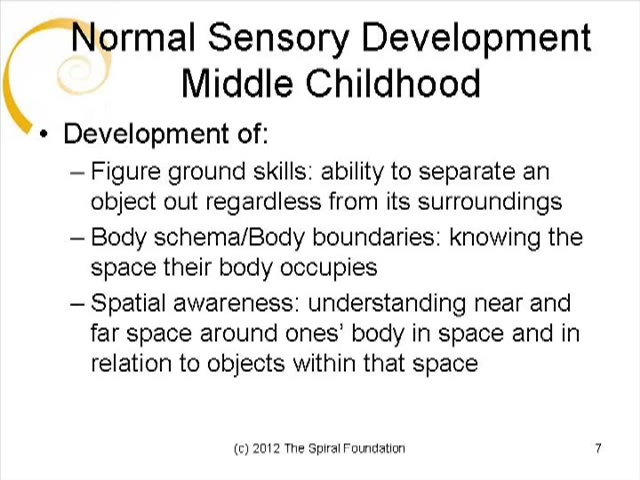 Normal Sensory Development
Middle Childhood
• Development of:
– Figure ground skills: ability to separate an
object out regardless from its surroundings
– Body schema/Body boundaries: knowing the
space their body occupies
– Spatial awareness: understanding near and
far space around ones' body in space and in
relation to objects within that space
(c) 2012 The Spiral Foundation
7